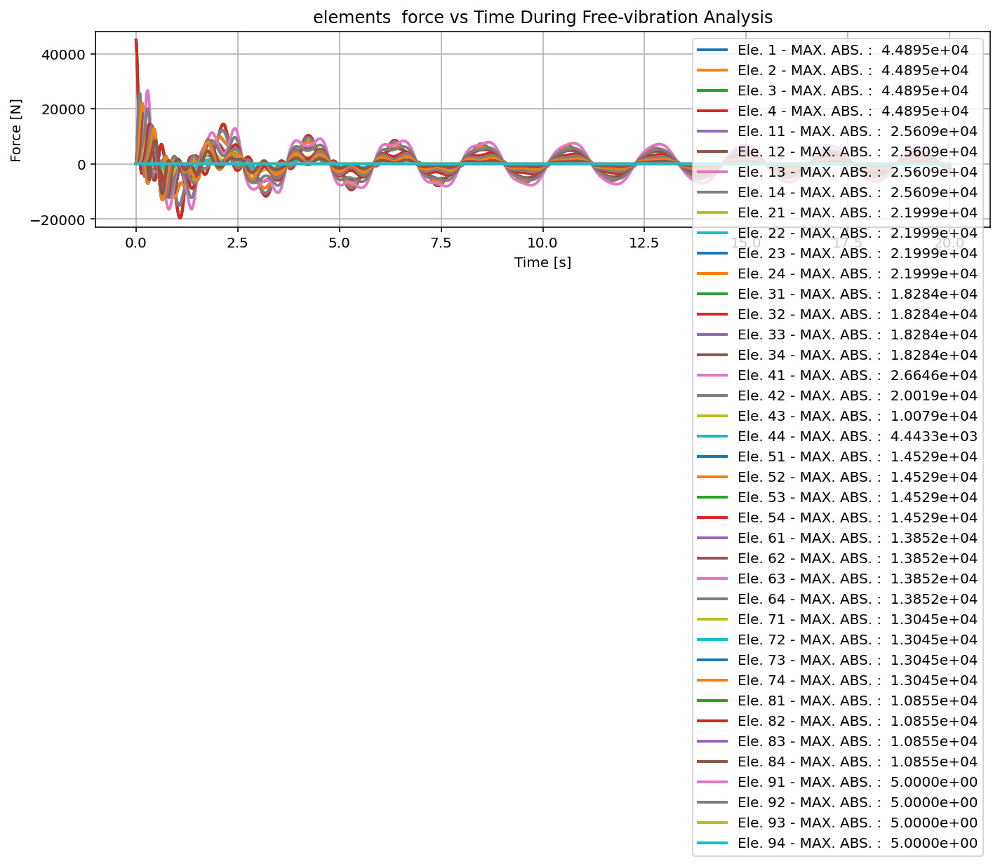 elements  force vs Time During Free-vibration Analysis
Force [N]
40000
20000
0
−20000
0.0
2.5
5.0
7.5
10.0
12.5
15.0
17.5
20.0
Time [s]
Ele. 1 - MAX. ABS. :  4.4895e+04
Ele. 2 - MAX. ABS. :  4.4895e+04
Ele. 3 - MAX. ABS. :  4.4895e+04
Ele. 4 - MAX. ABS. :  4.4895e+04
Ele. 11 - MAX. ABS. :  2.5609e+04
Ele. 12 - MAX. ABS. :  2.5609e+04
Ele. 13 - MAX. ABS. :  2.5609e+04
Ele. 14 - MAX. ABS. :  2.5609e+04
Ele. 21 - MAX. ABS. :  2.1999e+04
Ele. 22 - MAX. ABS. :  2.1999e+04
Ele. 23 - MAX. ABS. :  2.1999e+04
Ele. 24 - MAX. ABS. :  2.1999e+04
Ele. 31 - MAX. ABS. :  1.8284e+04
Ele. 32 - MAX. ABS. :  1.8284e+04
Ele. 33 - MAX. ABS. :  1.8284e+04
Ele. 34 - MAX. ABS. :  1.8284e+04
Ele. 41 - MAX. ABS. :  2.6646e+04
Ele. 42 - MAX. ABS. :  2.0019e+04
Ele. 43 - MAX. ABS. :  1.0079e+04
Ele. 44 - MAX. ABS. :  4.4433e+03
Ele. 51 - MAX. ABS. :  1.4529e+04
Ele. 52 - MAX. ABS. :  1.4529e+04
Ele. 53 - MAX. ABS. :  1.4529e+04
Ele. 54 - MAX. ABS. :  1.4529e+04
Ele. 61 - MAX. ABS. :  1.3852e+04
Ele. 62 - MAX. ABS. :  1.3852e+04
Ele. 63 - MAX. ABS. :  1.3852e+04
Ele. 64 - MAX. ABS. :  1.3852e+04
Ele. 71 - MAX. ABS. :  1.3045e+04
Ele. 72 - MAX. ABS. :  1.3045e+04
Ele. 73 - MAX. ABS. :  1.3045e+04
Ele. 74 - MAX. ABS. :  1.3045e+04
Ele. 81 - MAX. ABS. :  1.0855e+04
Ele. 82 - MAX. ABS. :  1.0855e+04
Ele. 83 - MAX. ABS. :  1.0855e+04
Ele. 84 - MAX. ABS. :  1.0855e+04
Ele. 91 - MAX. ABS. :  5.0000e+00
Ele. 92 - MAX. ABS. :  5.0000e+00
Ele. 93 - MAX. ABS. :  5.0000e+00
Ele. 94 - MAX. ABS. :  5.0000e+00